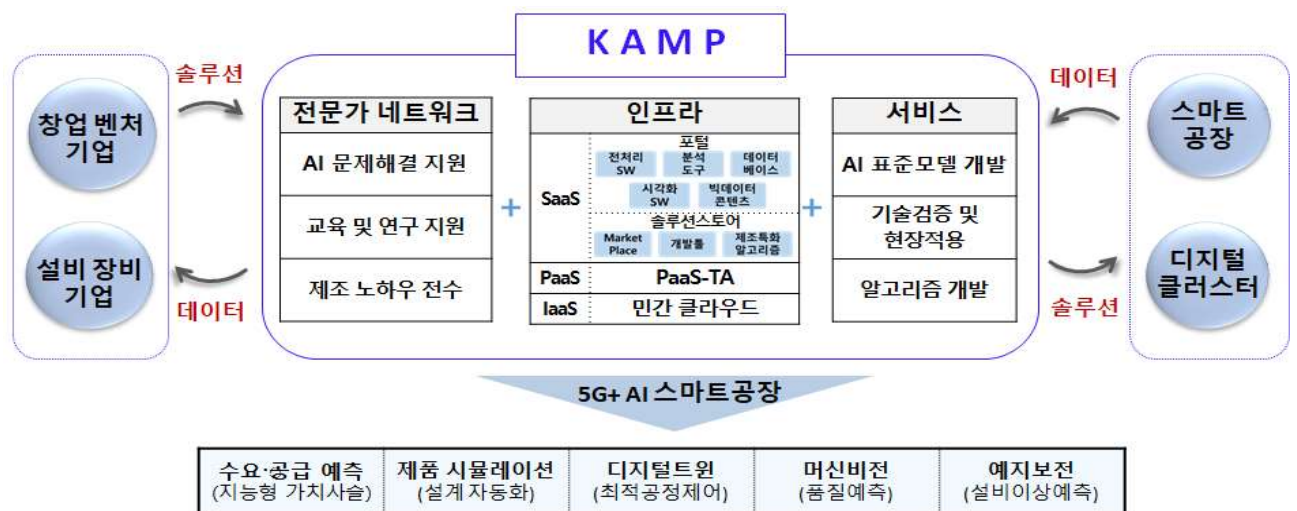 K A M P
솔루션
창업 벤처
기업
설비 장비
기업
데이터
전문가 네트워크
AI 문제해결 지원
교육 및 연구 지원
제조 노하우 전수
+
인프라
SaaS
포털
전처리
SW
분석
도구
데이터
베이스
시각화
SW
빅데이터
콘텐츠
솔루션스토어
Market
Place
개발툴
제조특화
알고리즘
PaaS
PaaS-TA
IaaS
민간 클라우드
+
서비스
AI 표준모델 개발
기술검증 및
현장적용
알고리즘 개발
데이터
스마트
공장
디지털
클러스터
솔루션
5G+ AI 스마트공장
수요·공급 예측
(지능형 가치사슬)
제품 시뮬레이션
(설계 자동화)
디지털트윈
(최적공정제어)
머신비전
(품질예측)
예지보전
(설비이상예측)